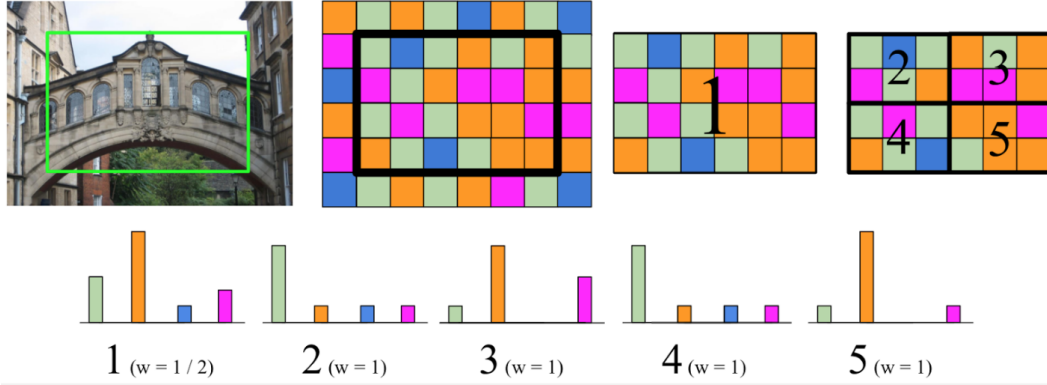 1
2 3
4 5
1 (w = 1 / 2) 2 (w = 1) 3 (w = 1) 4 (w = 1) 5 (w = 1)